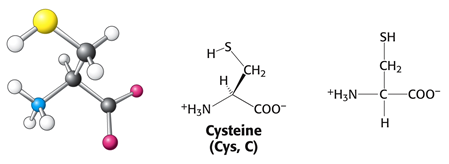 H S
CH₂
H
⁺H₃N COO⁻
Cysteine
(Cys, C)
SH
CH₂
⁺H₃N—C—COO⁻
H